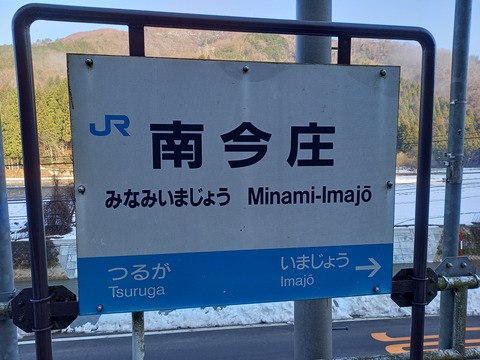 JR 南今庄
みなみいまじょう Minami-Imajō
つるが いまじょう →
Tsuruga Imajō